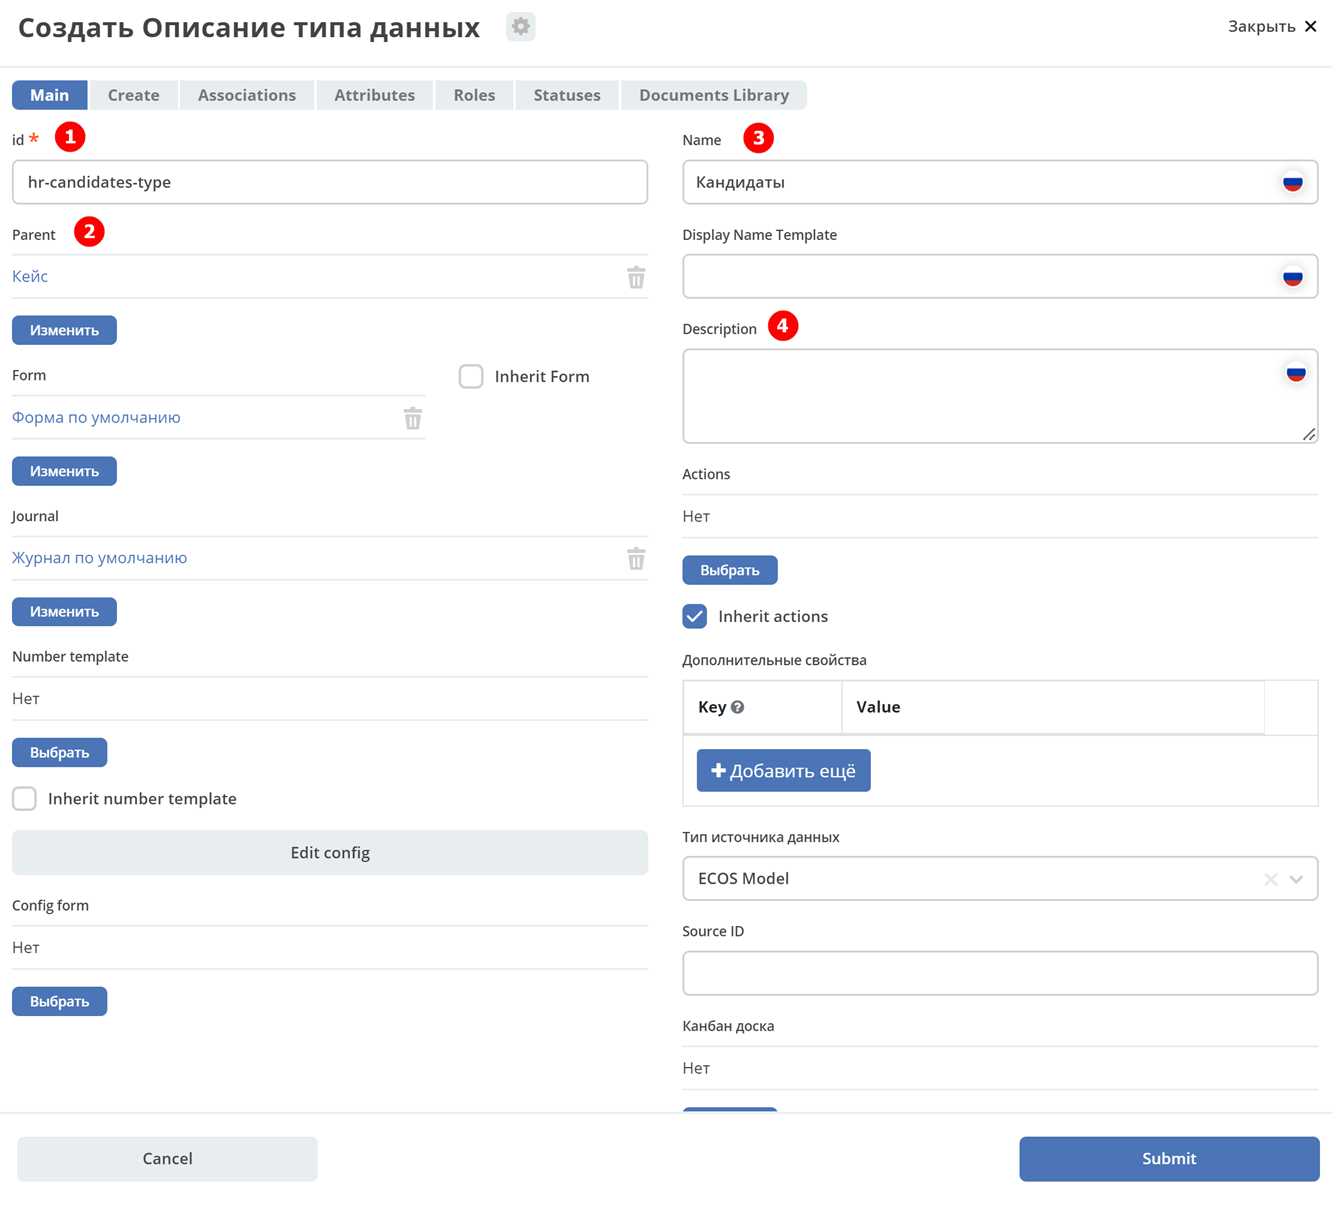 Создать Описание типа данных
Закрыть
Main Create Associations Attributes Roles Statuses Documents Library
id * 1
hr-candidates-type
Parent 2
Кейс
Изменить
Form
Inherit Form
Форма по умолчанию
Изменить
Journal
Журнал по умолчанию
Изменить
Number template
Нет
Выбрать
Inherit number template
Edit config
Config form
Нет
Выбрать
Name 3
Кандидаты
Display Name Template
Description 4
Actions
Нет
Выбрать
Inherit actions
Дополнительные свойства
Key ? Value
+ Добавить ещё
Тип источника данных
ECOS Model
Source ID
Канбан доска
Нет
Cancel
Submit